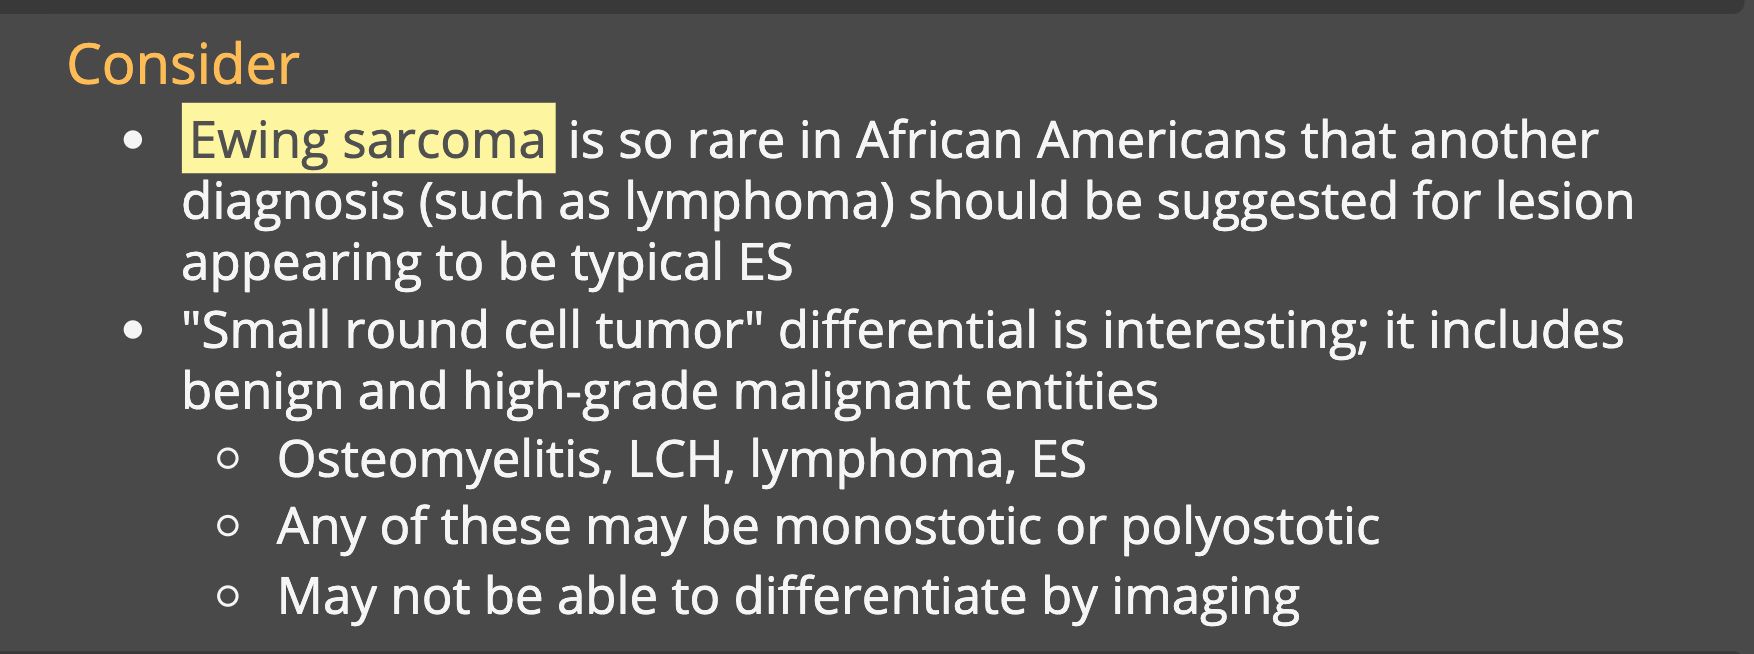 Consider
• Ewing sarcoma is so rare in African Americans that another
diagnosis (such as lymphoma) should be suggested for lesion
appearing to be typical ES
• "Small round cell tumor" differential is interesting; it includes
benign and high-grade malignant entities
○ Osteomyelitis, LCH, lymphoma, ES
○ Any of these may be monostotic or polyostotic
○ May not be able to differentiate by imaging